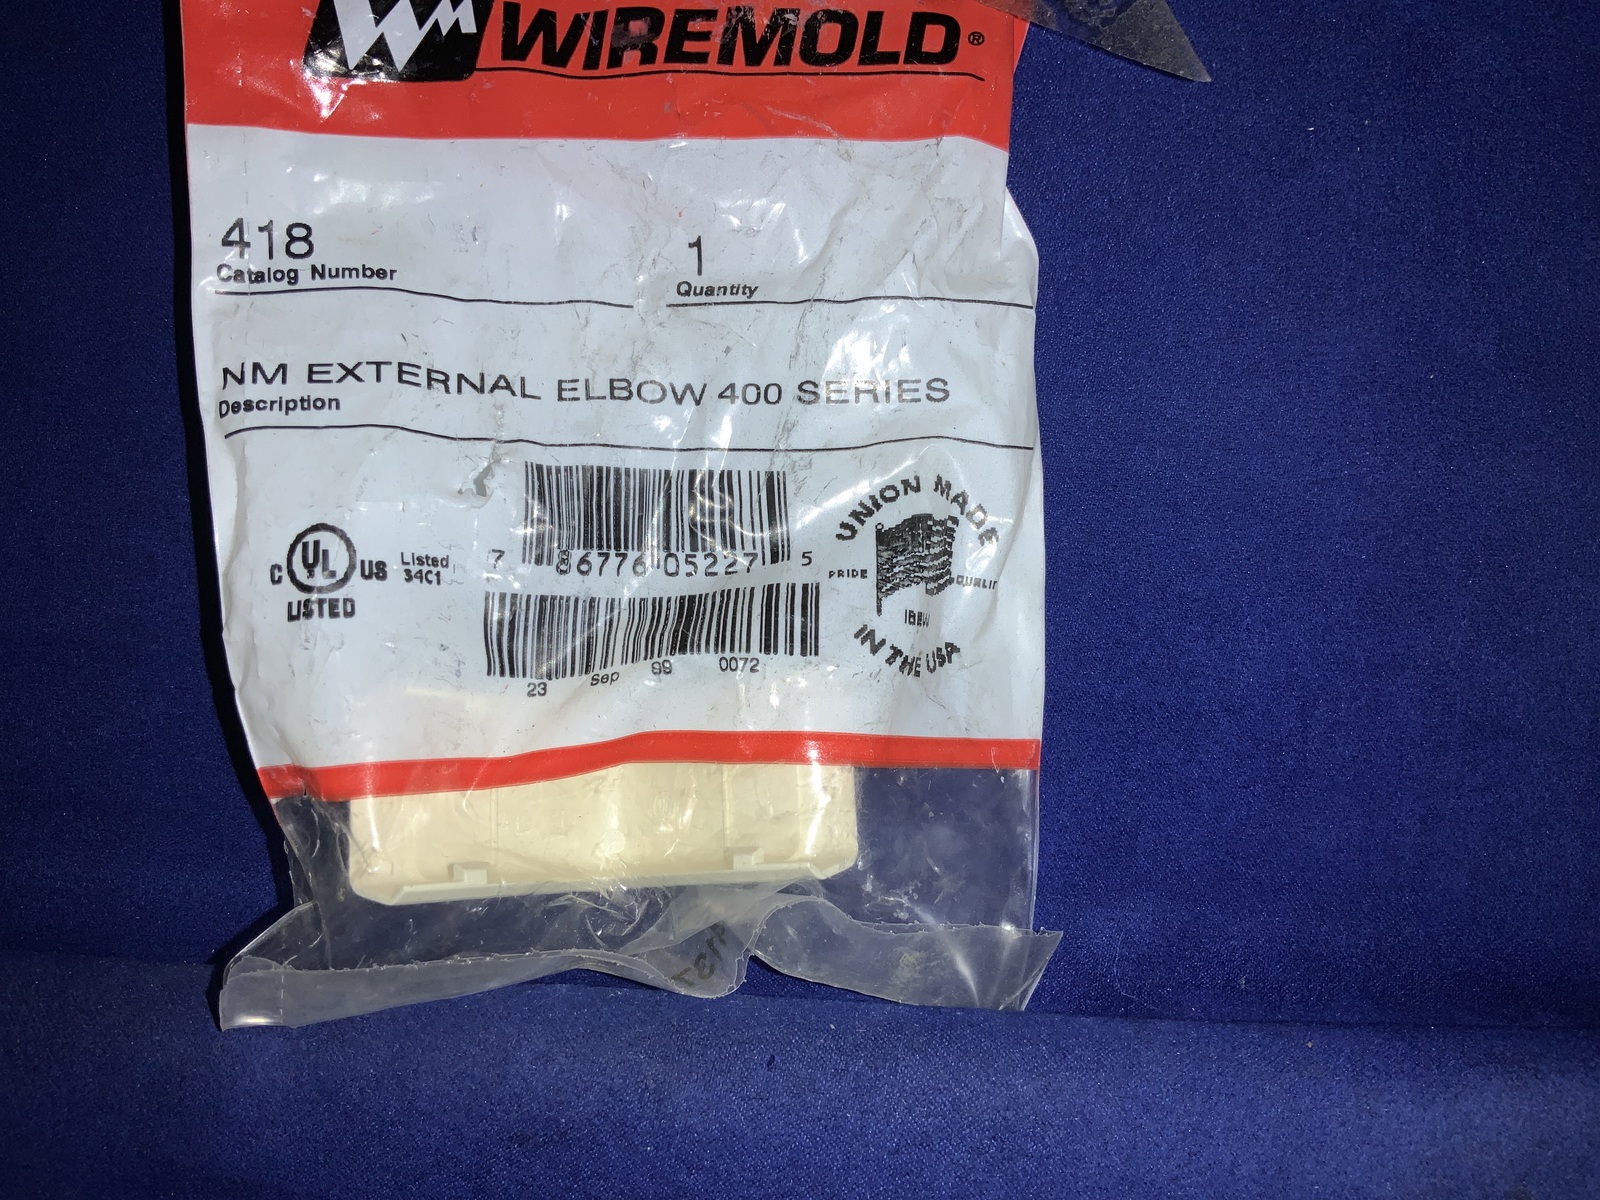 WIREMOLD®
418
Catalog Number
1
Quantity
NM EXTERNAL ELBOW 400 SERIES
Description
C UL US
LISTED
Listed
34C1
7 86776 05227 5
23 Sep 0072
UNION MADE
PRIDE
IBEW
IN THE USA